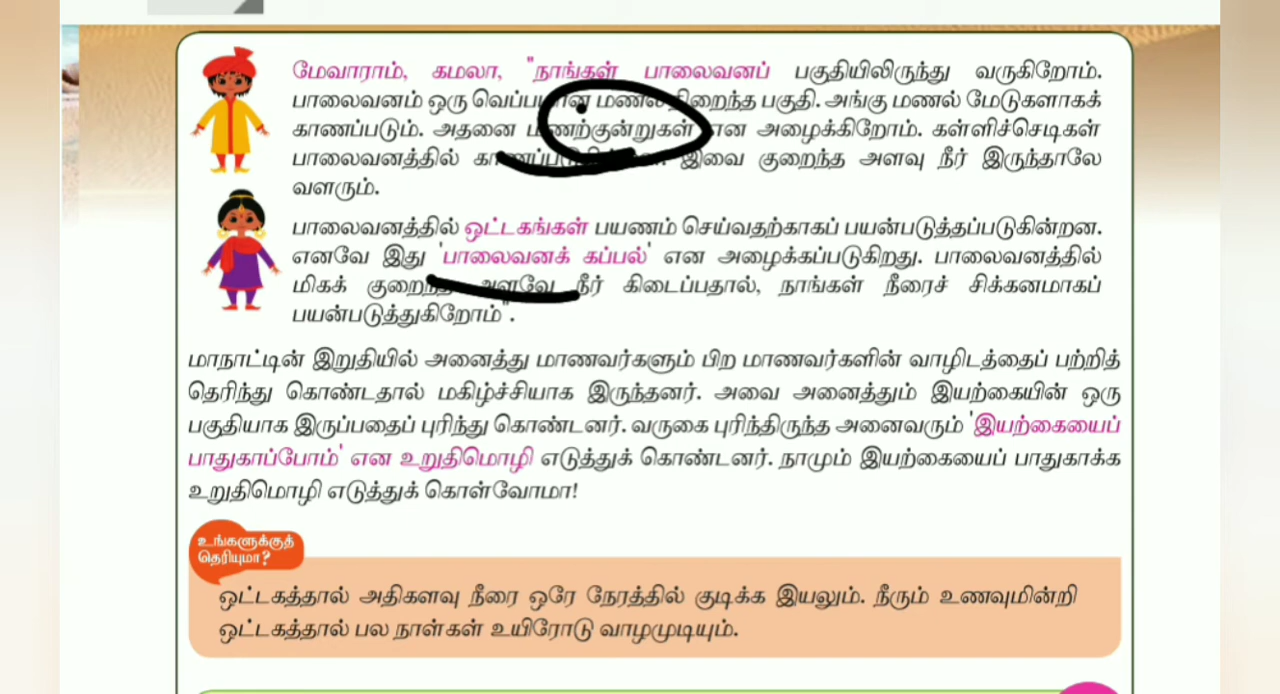 மேவாராம், கமலா, "நாங்கள் பாலைவனப் பகுதியிலிருந்து வருகிறோம்.
பாலைவனம் ஒரு வெப்பமான மணல் நிறைந்த பகுதி. அங்கு மணல் மேடுகளாகக்
காணப்படும். அதனை மணற்குன்றுகள் என அழைக்கிறோம். கள்ளிச்செடிகள்
பாலைவனத்தில் இவை குறைந்த அளவு நீர் இருந்தாலே
வளரும்.
பாலைவனத்தில் ஒட்டகங்கள் பயணம் செய்வதற்காகப் பயன்படுத்தப்படுகின்றன.
எனவே இது 'பாலைவனக் கப்பல்' என அழைக்கப்படுகிறது. பாலைவனத்தில்
மிகக் குறைந்த அளவே நீர் கிடைப்பதால், நாங்கள் நீரைச் சிக்கனமாகப்
பயன்படுத்துகிறோம்".
மாநாட்டின் இறுதியில் அனைத்து மாணவர்களும் பிற மாணவர்களின் வாழிடத்தைப் பற்றித்
தெரிந்து கொண்டதால் மகிழ்ச்சியாக இருந்தனர். அவை அனைத்தும் இயற்கையின் ஒரு
பகுதியாக இருப்பதைப் புரிந்து கொண்டனர். வருகை புரிந்திருந்த அனைவரும் 'இயற்கையைப்
பாதுகாப்போம்' என உறுதிமொழி எடுத்துக் கொண்டனர். நாமும் இயற்கையைப் பாதுகாக்க
உறுதிமொழி எடுத்துக் கொள்வோமா!
உங்களுக்குத்
தெரியுமா?
ஒட்டகத்தால் அதிகளவு நீரை ஒரே நேரத்தில் குடிக்க இயலும். நீரும் உணவுமின்றி
ஒட்டகத்தால் பல நாள்கள் உயிரோடு வாழமுடியும்.